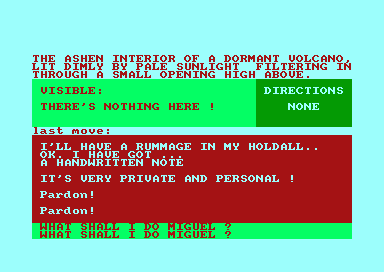 THE ASHEN INTERIOR OF A DORMANT VOLCANO,
LIT DIMLY BY PALE SUNLIGHT FILTERING IN
THROUGH A SMALL OPENING HIGH ABOVE.
VISIBLE:
THERE'S NOTHING HERE !
DIRECTIONS
NONE
last move:
I'LL HAVE A RUMMAGE IN MY HOLDALL..
OK. I HAVE GOT ...
A HANDWRITTEN NOTE
IT'S VERY PRIVATE AND PERSONAL !
Pardon!
Pardon!
WHAT SHALL I DO MIGUEL ?
WHAT SHALL I DO MIGUEL ?